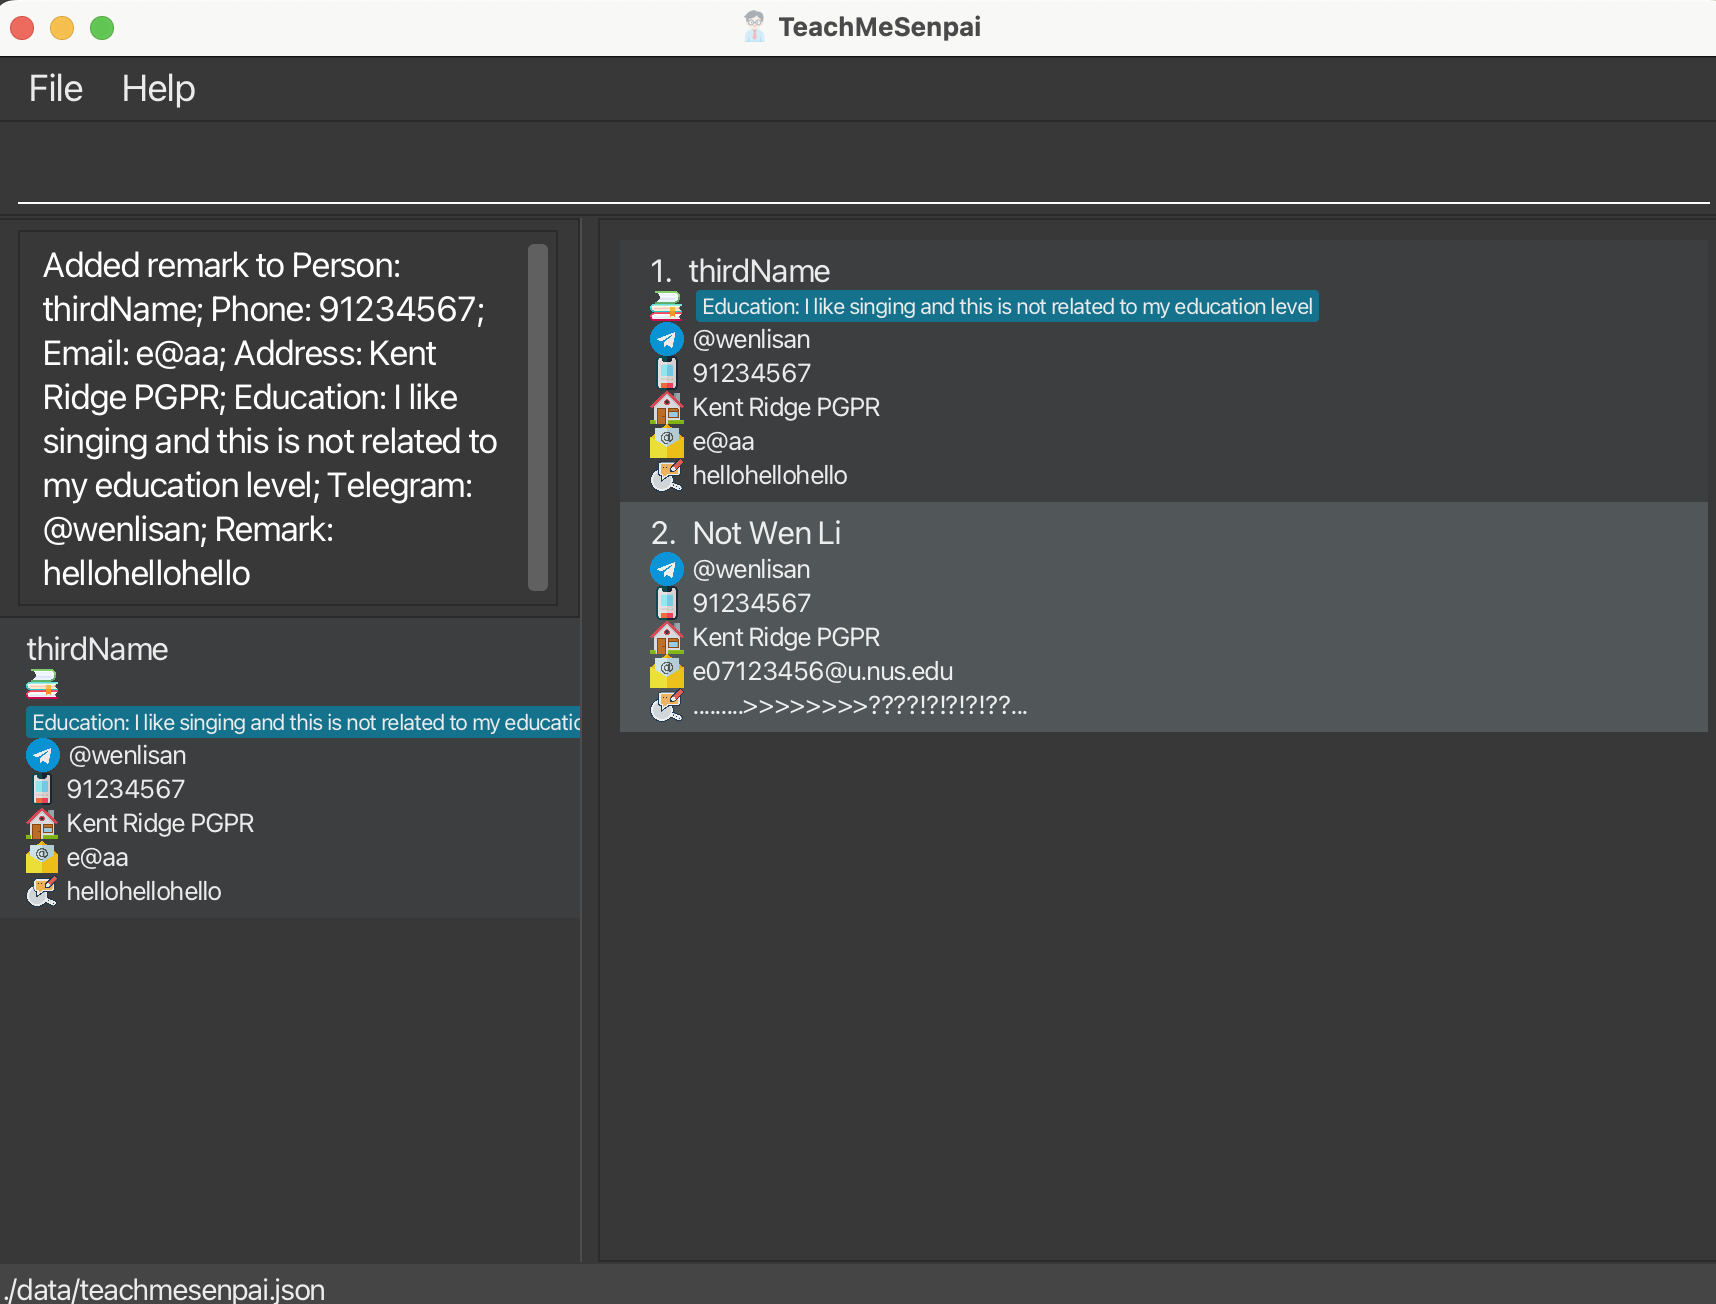 TeachMeSenpai
File Help
Added remark to Person:
thirdName; Phone: 91234567;
Email: e@aa; Address: Kent
Ridge PGPR; Education: I like
singing and this is not related to
my education level; Telegram:
@wenlisan; Remark:
hellohellohello
thirdName
Education: I like singing and this is not related to my educatic
@wenlisan
91234567
Kent Ridge PGPR
e@aa
hellohellohello
1. thirdName
Education: I like singing and this is not related to my education level
@wenlisan
91234567
Kent Ridge PGPR
e@aa
hellohellohello
2. Not Wen Li
@wenlisan
91234567
Kent Ridge PGPR
e07123456@u.nus.edu
.........>>>>>>>>????!?!?!?!??...
./data/teachmesenpai.json